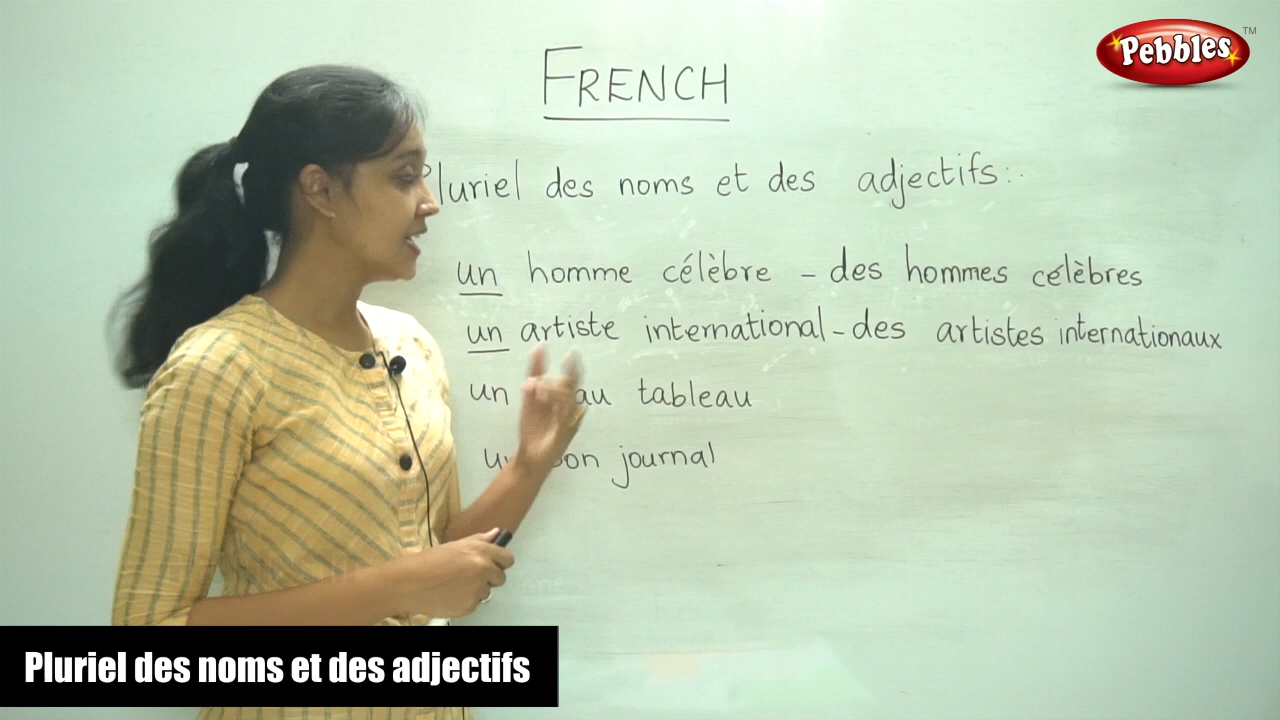 Pebbles TM
FRENCH
Pluriel des noms et des adjectifs:
un homme célèbre - des hommes célèbres
un artiste international - des artistes internationaux
un tableau
journal
Pluriel des noms et des adjectifs